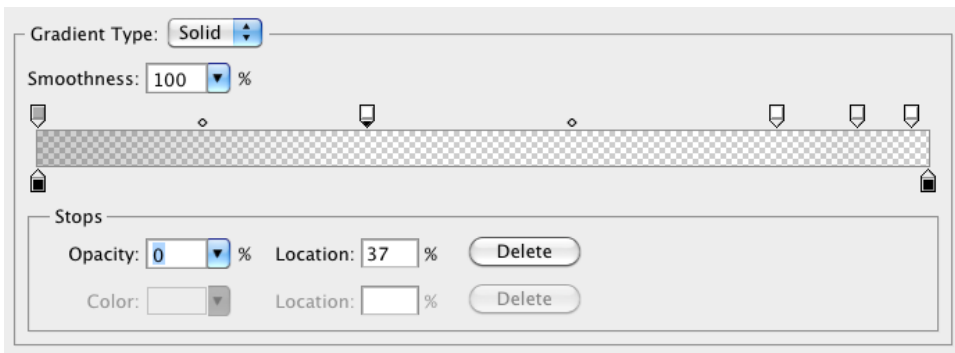 Gradient Type: Solid
Smoothness: 100 %
Stops
Opacity: 0 % Location: 37 % Delete
Color: Location: % Delete